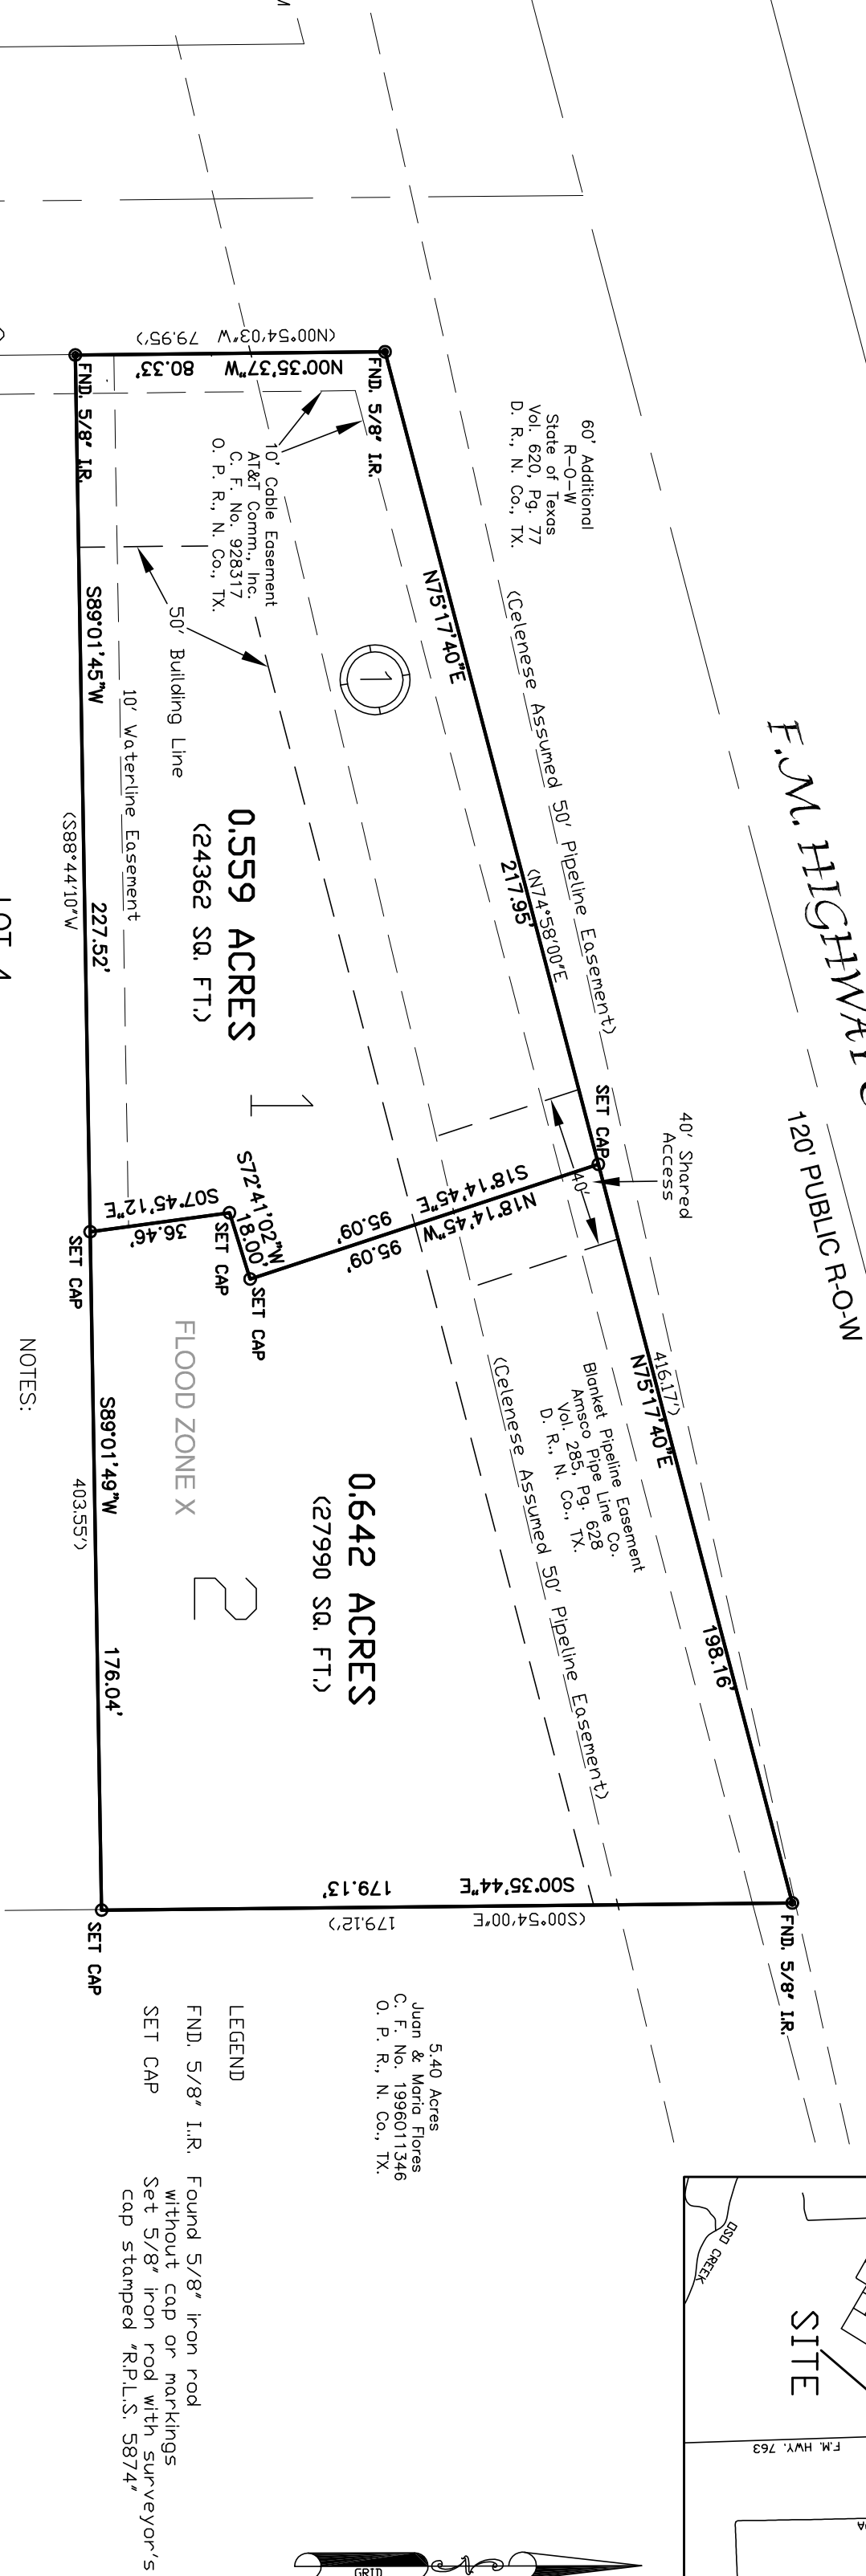 F.M. HIGHWAY
120' PUBLIC R-O-W
60' Additional
R-O-W
State of Texas
Vol. 620, Pg. 77
D. R., N. Co., TX.
(Celenese Assumed 50' Pipeline Easement)
40' Shared
Access
SET CAP
40'
FND. 5/8" I.R.
N75°17'40"E
217.95'
(N74°58'00"E
416.17')
N75°17'40"E
198.16'
FND. 5/8" I.R.
Blanket Pipeline Easement
Amsco Pipe Line Co.
Vol. 285, Pg. 628
D. R., N. Co., TX.
(Celenese Assumed 50' Pipeline Easement)
(N00°54'03"W 79.95')
N00°35'37"W 80.33'
10' Cable Easement
AT&T Comm., Inc.
C. F. No. 928317
O. P. R., N. Co., TX.
1
50' Building Line
10' Waterline Easement
0.559 ACRES
(24362 SQ. FT.)
1
S18°14'45"E 95.09'
N18°14'45"W 95.09'
S72°41'02"W
18.00'
SET CAP
SET CAP
S07°45'12"E
36.46'
SET CAP
FLOOD ZONE X
0.642 ACRES
(27990 SQ. FT.)
2
S00°35'44"E 179.13'
(S00°54'00"E 179.12')
FND. 5/8" I.R.
S89°01'45"W 227.52'
(S88°44'10"W 403.55')
S89°01'49"W 176.04'
SET CAP
LOT 4
NOTES:
5.40 Acres
Juan & Maria Flores
C. F. No. 1996011346
O. P. R., N. Co., TX.
LEGEND
FND. 5/8" I.R. Found 5/8" iron rod
without cap or markings
SET CAP Set 5/8" iron rod with surveyor's
cap stamped "R.P.L.S. 5874"
OSO CREEK
SITE
F.M. HWY. 763
GRID